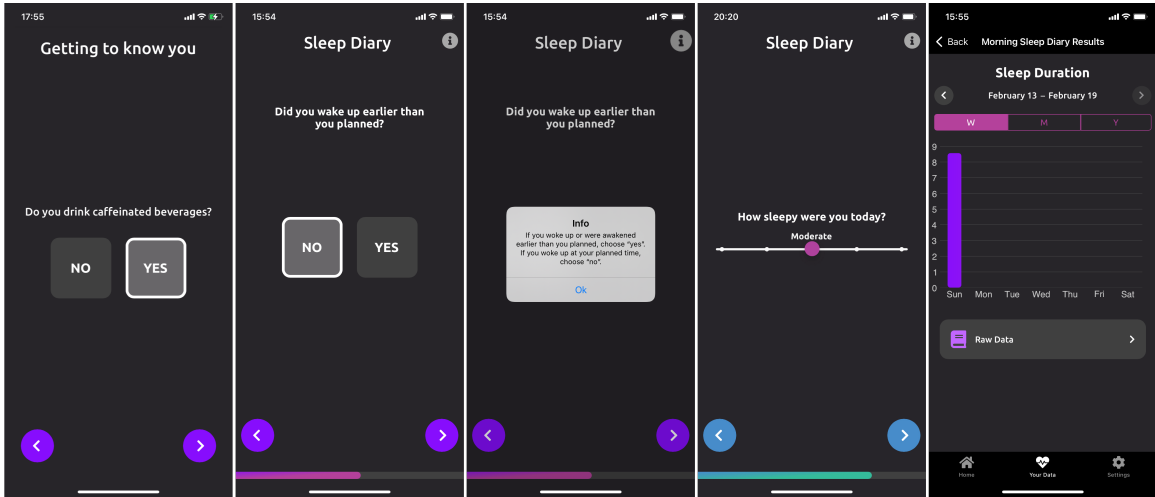 17:55
Getting to know you
Do you drink caffeinated beverages?
NO
YES
15:54
Sleep Diary
i
Did you wake up earlier than
you planned?
NO
YES
15:54
Sleep Diary
i
Did you wake up earlier than
you planned?
Info
If you woke up or were awakened
earlier than you planned, choose “yes”.
If you woke up at your planned time,
choose “no”.
Ok
20:20
Sleep Diary
i
How sleepy were you today?
Moderate
15:55
Back
Morning Sleep Diary Results
Sleep Duration
February 13 – February 19
W M Y
9
8
7
6
5
4
3
2
1
0
Sun Mon Tue Wed Thu Fri Sat
Raw Data
Home
Your Data
Settings